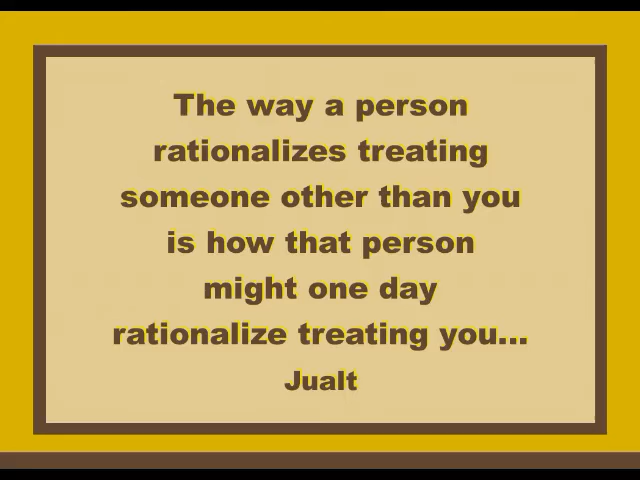 The way a person
rationalizes treating
someone other than you
is how that person
might one day
rationalize treating you...
Jualt